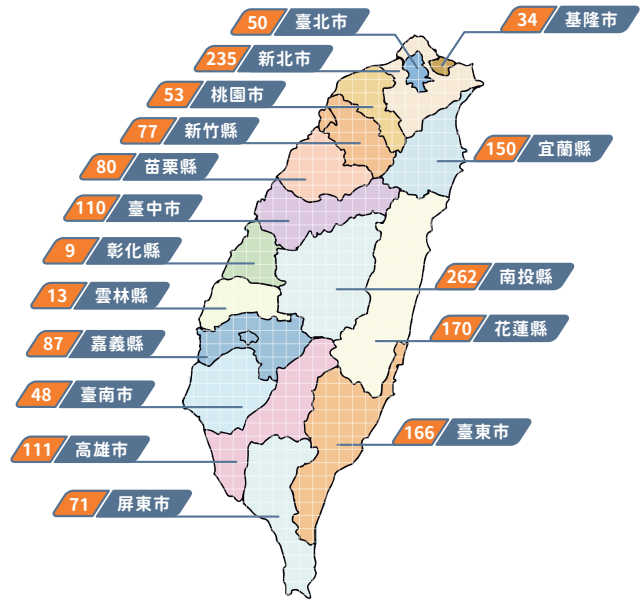 50 臺北市
34 基隆市
235 新北市
53 桃園市
77 新竹縣
150 宜蘭縣
80 苗栗縣
110 臺中市
9 彰化縣
262 南投縣
13 雲林縣
170 花蓮縣
87 嘉義縣
48 臺南市
166 臺東市
111 高雄市
71 屏東市